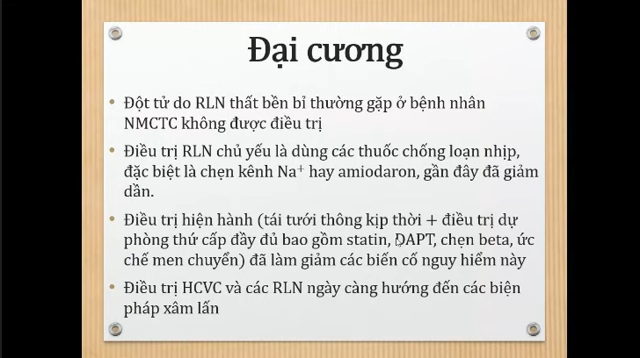 Đại cương
• Đột tử do RLN thất bền bỉ thường gặp ở bệnh nhân
NMCTC không được điều trị
• Điều trị RLN chủ yếu là dùng các thuốc chống loạn nhịp,
đặc biệt là chẹn kênh Na⁺ hay amiodaron, gần đây đã giảm
dần.
• Điều trị hiện hành (tái tưới thông kịp thời + điều trị dự
phòng thứ cấp đầy đủ bao gồm statin, DAPT, chẹn beta, ức
chế men chuyển) đã làm giảm các biến cố nguy hiểm này
• Điều trị HCVC và các RLN ngày càng hướng đến các biện
pháp xâm lấn